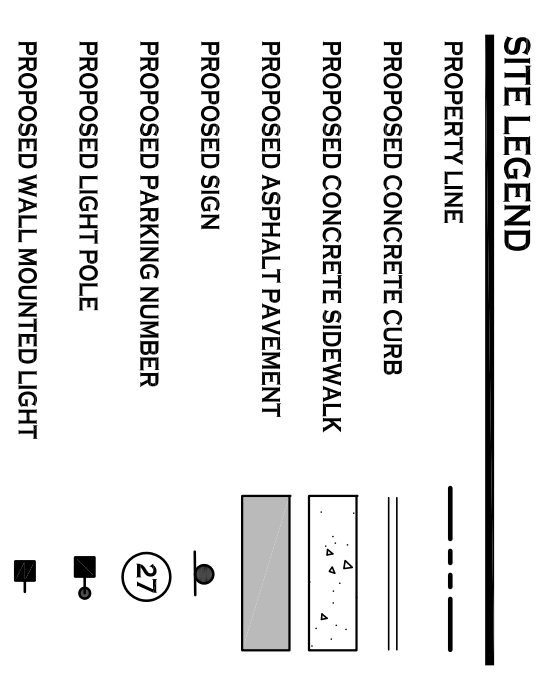 SITE LEGEND
PROPERTY LINE
PROPOSED CONCRETE CURB
PROPOSED CONCRETE SIDEWALK
PROPOSED ASPHALT PAVEMENT
PROPOSED SIGN
PROPOSED PARKING NUMBER 27
PROPOSED LIGHT POLE
PROPOSED WALL MOUNTED LIGHT